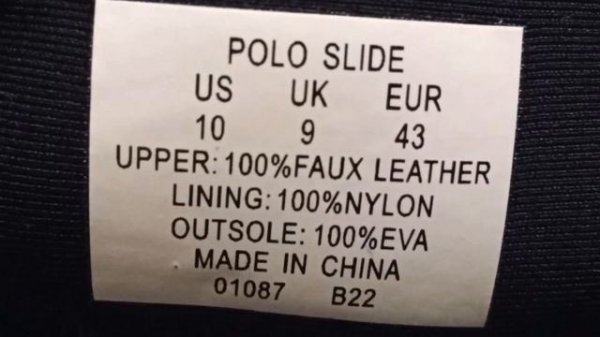 POLO SLIDE
US UK EUR
10 9 43
UPPER: 100%FAUX LEATHER
LINING: 100%NYLON
OUTSOLE: 100%EVA
MADE IN CHINA
01087 B22